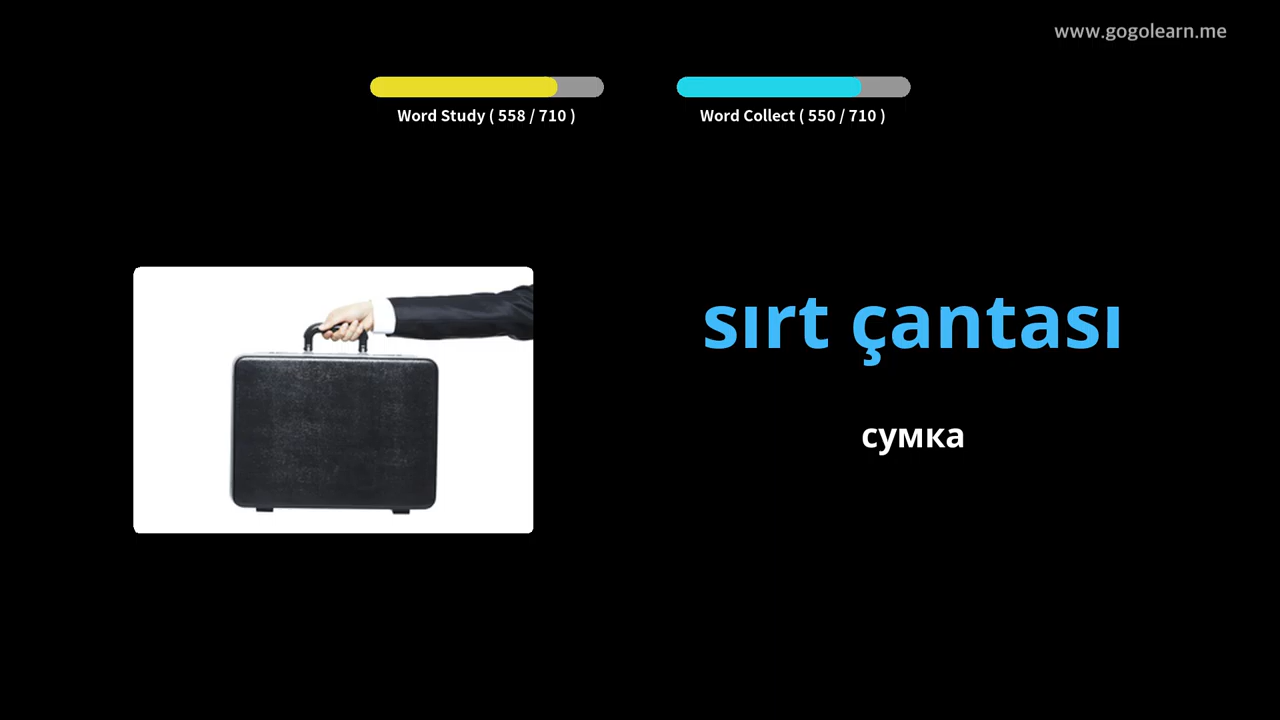 www.gogolearn.me
Word Study ( 558 / 710 )
Word Collect ( 550 / 710 )
sırt çantası
сумка